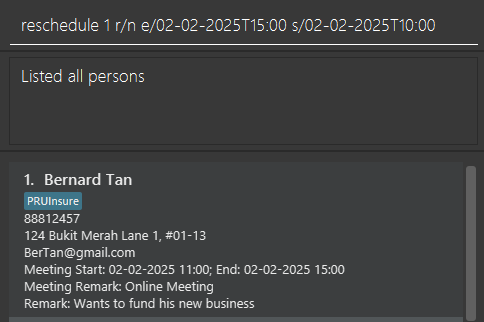 reschedule 1 r/n e/02-02-2025T15:00 s/02-02-2025T10:00
Listed all persons
1. Bernard Tan
PRUInsure
88812457
124 Bukit Merah Lane 1, #01-13
BerTan@gmail.com
Meeting Start: 02-02-2025 11:00; End: 02-02-2025 15:00
Meeting Remark: Online Meeting
Remark: Wants to fund his new business